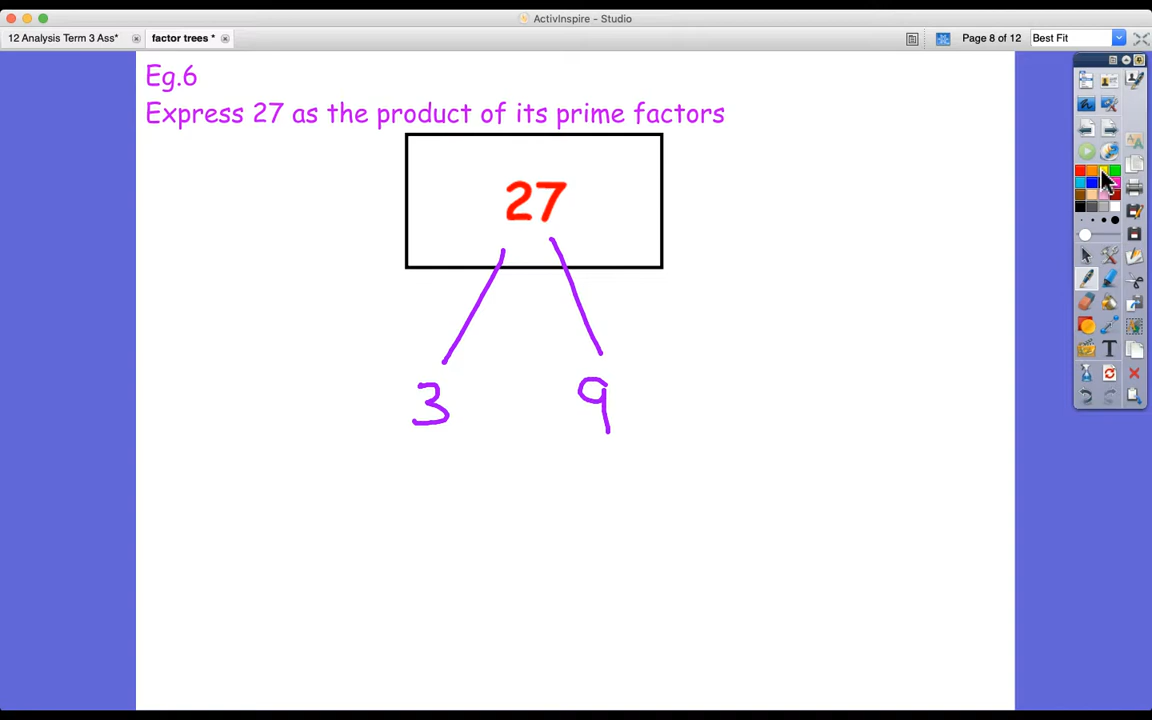 ActivInspire - Studio
12 Analysis Term 3 Ass*
factor trees *
Page 8 of 12
Best Fit
Eg.6
Express 27 as the product of its prime factors
27
3 9
T